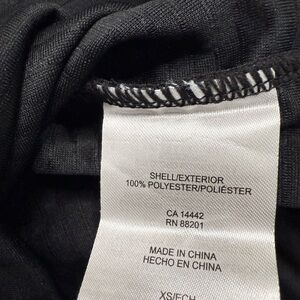 SHELL/EXTERIOR
100% POLYESTER/POLIÉSTER
CA 14442
RN 88201
MADE IN CHINA
HECHO EN CHINA
XS/ECH